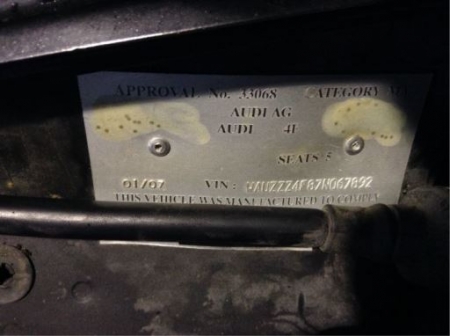 APPROVAL No. 33068 CATEGORY MA
AUDI AG
AUDI 4F
SEATS 5
01/07 VIN: WAUZZZ4F87N067892
THIS VEHICLE WAS MANUFACTURED TO COMPLY